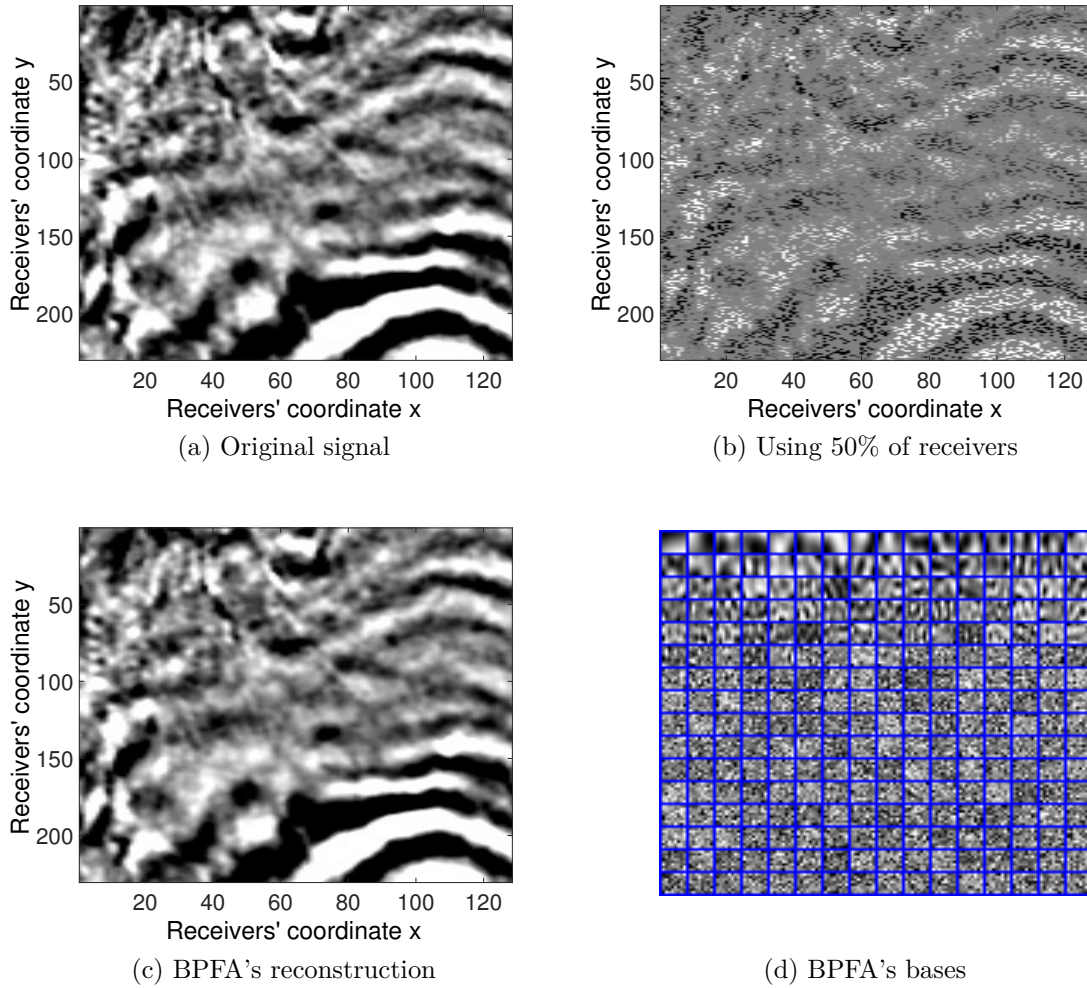 50
100
150
200
20 40 60 80 100 120
Receivers' coordinate y
Receivers' coordinate x
(a) Original signal
50
100
150
200
20 40 60 80 100 120
Receivers' coordinate y
Receivers' coordinate x
(b) Using 50% of receivers
50
100
150
200
20 40 60 80 100 120
Receivers' coordinate y
Receivers' coordinate x
(c) BPFA's reconstruction
(d) BPFA's bases